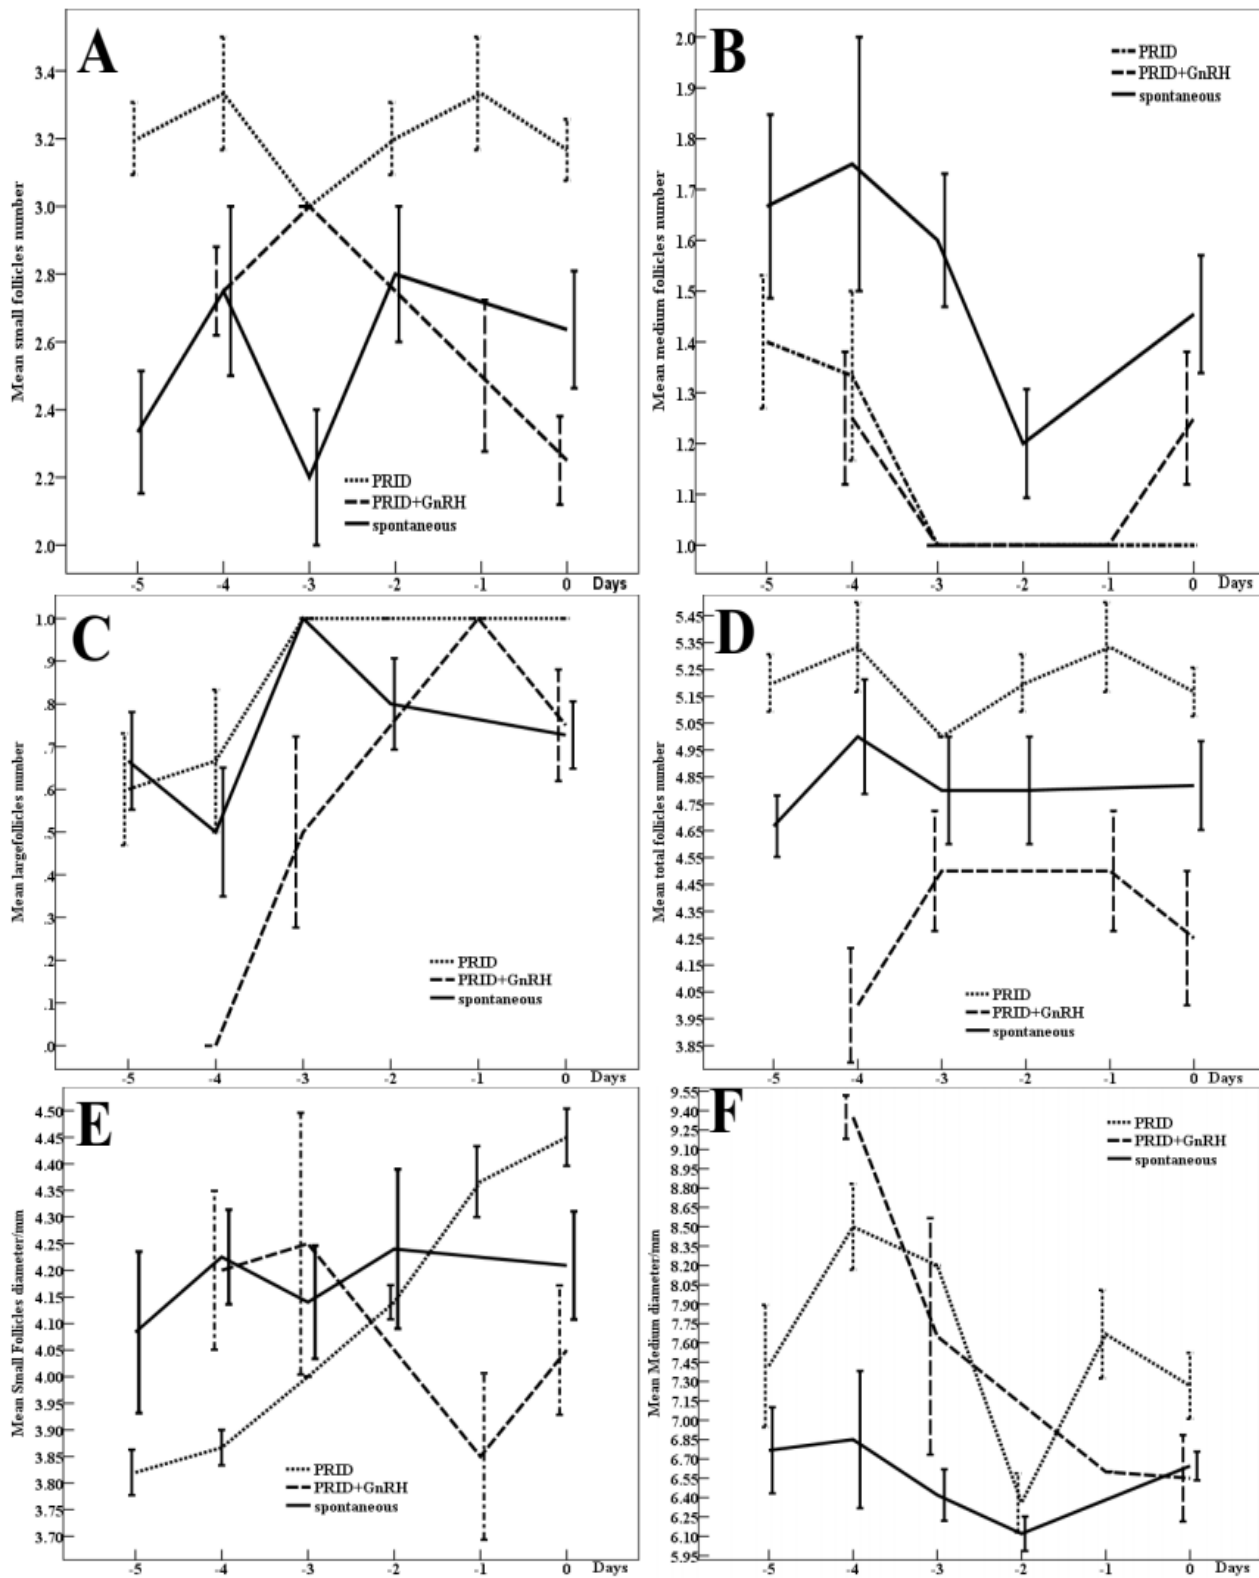 A
Mean small follicles number
3.4
3.2
3.0
2.8
2.6
2.4
2.2
2.0
PRID
PRID+GnRH
spontaneous
-5 -4 -3 -2 -1 0 Days
B
Mean medium follicles number
2.0
1.9
1.8
1.7
1.6
1.5
1.4
1.3
1.2
1.1
1.0
PRID
PRID+GnRH
spontaneous
-5 -4 -3 -2 -1 0 Days
C
Mean largefollicles number
1.0
.9
.8
.7
.6
.5
.4
.3
.2
.1
.0
PRID
PRID+GnRH
spontaneous
-5 -4 -3 -2 -1 0 Days
D
Mean total follicles number
5.45
5.35
5.25
5.15
5.05
4.95
4.85
4.75
4.65
4.55
4.45
4.35
4.25
4.15
4.05
3.95
3.85
PRID
PRID+GnRH
spontaneous
-5 -4 -3 -2 -1 0 Days
E
Mean Small Follicles diameter/mm
4.50
4.45
4.40
4.35
4.30
4.25
4.20
4.15
4.10
4.05
4.00
3.95
3.90
3.85
3.80
3.75
3.70
PRID
PRID+GnRH
spontaneous
-5 -4 -3 -2 -1 0 Days
F
Mean Medium diameter/mm
9.55
9.40
9.25
9.10
8.95
8.80
8.65
8.50
8.35
8.20
8.05
7.90
7.75
7.60
7.45
7.30
7.15
7.00
6.85
6.70
6.55
6.40
6.25
6.10
5.95
PRID
PRID+GnRH
spontaneous
-5 -4 -3 -2 -1 0 Days